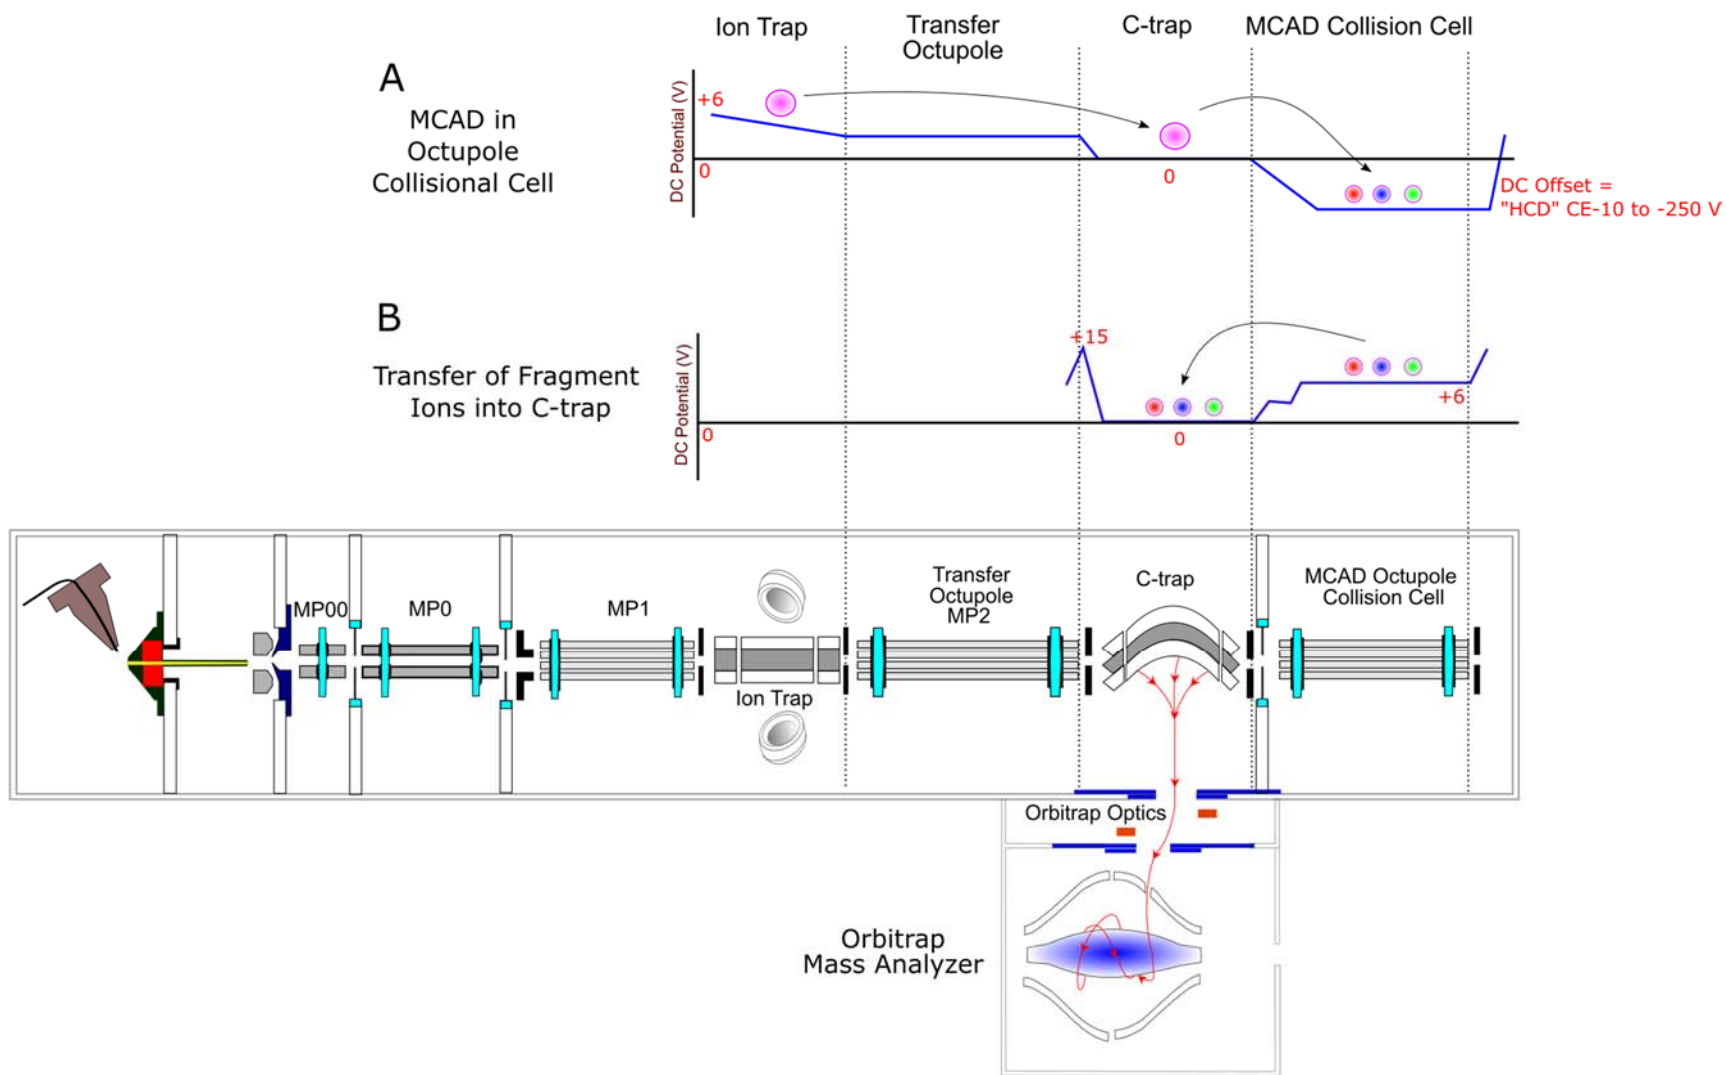 Ion Trap
Transfer
Octupole
C-trap
MCAD Collision Cell
A
MCAD in
Octupole
Collisional Cell
DC Potential (V)
+6
0
0
DC Offset =
"HCD" CE-10 to -250 V
B
Transfer of Fragment
Ions into C-trap
DC Potential (V)
0
+15
0
+6
MP00
MP0
MP1
Ion Trap
Transfer
Octupole
MP2
C-trap
MCAD Octupole
Collision Cell
Orbitrap Optics
Orbitrap
Mass Analyzer